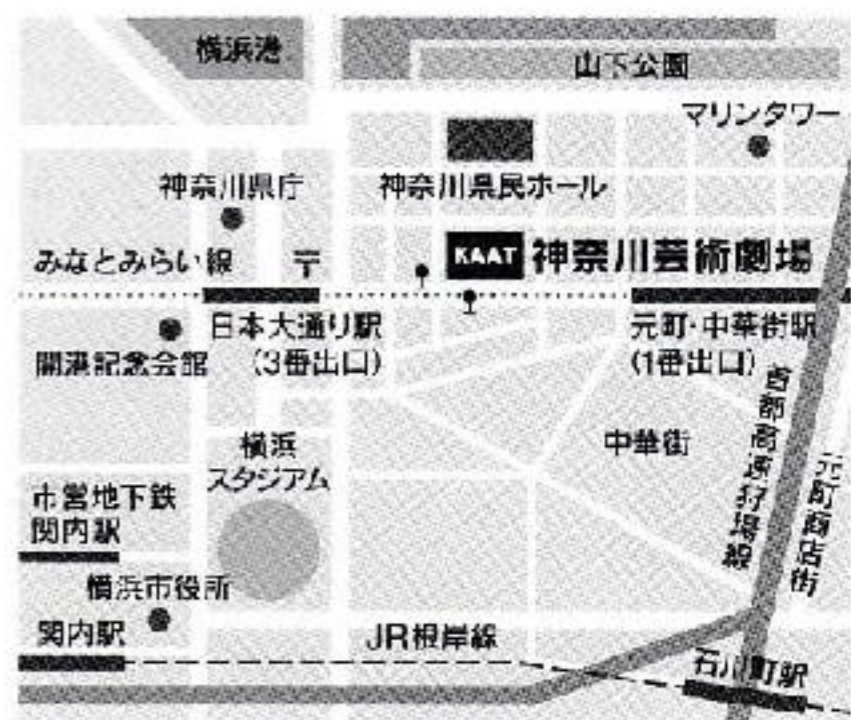 横浜港
山下公園
マリンタワー
神奈川県庁
神奈川県民ホール
みなとみらい線
〒
KAAT 神奈川芸術劇場
日本大通り駅
(3番出口)
元町・中華街駅
(1番出口)
開港記念会館
首都高速狩場線
元町商店街
中華街
横浜
スタジアム
市営地下鉄
関内駅
横浜市役所
関内駅
JR根岸線
石川町駅